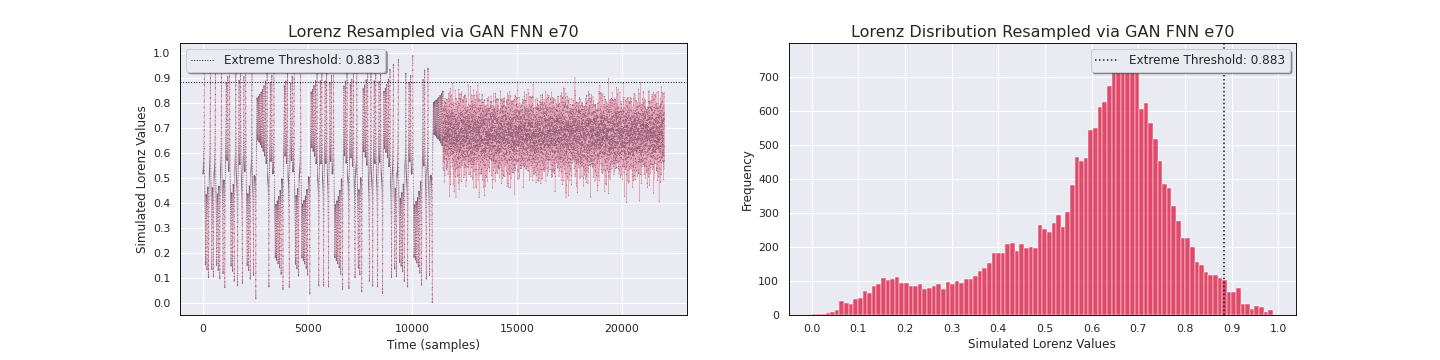 Lorenz Resampled via GAN FNN e70
Extreme Threshold: 0.883
1.0
0.9
0.8
0.7
0.6
0.5
0.4
0.3
0.2
0.1
0.0
Simulated Lorenz Values
0 5000 10000 15000 20000
Time (samples)
Lorenz Disribution Resampled via GAN FNN e70
Extreme Threshold: 0.883
700
600
500
400
300
200
100
0
Frequency
0.0 0.1 0.2 0.3 0.4 0.5 0.6 0.7 0.8 0.9 1.0
Simulated Lorenz Values